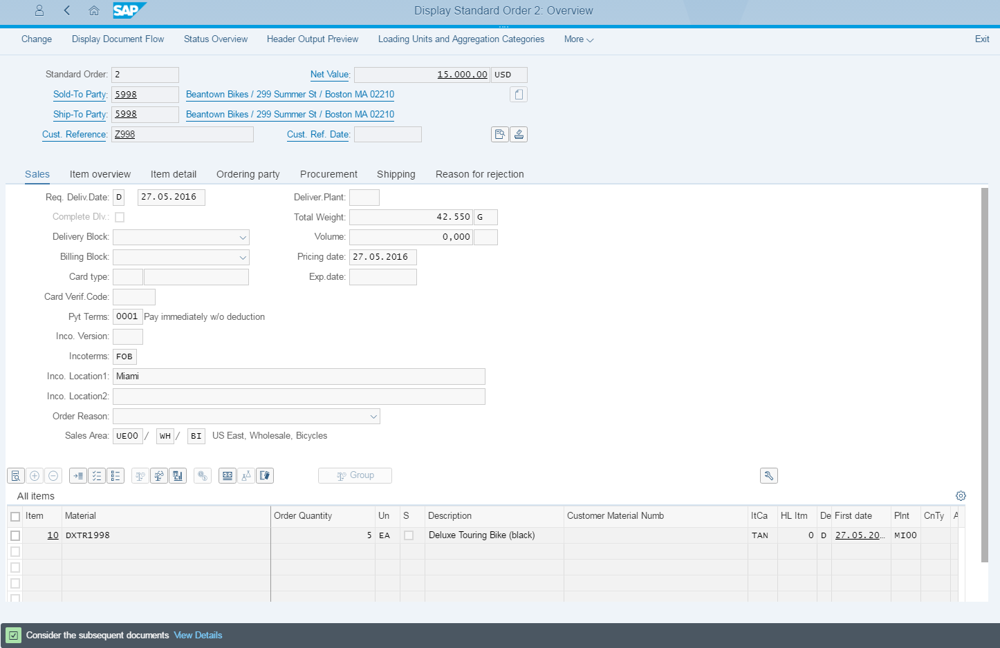 SAP Display Standard Order 2: Overview
Change Display Document Flow Status Overview Header Output Preview Loading Units and Aggregation Categories More Exit
Standard Order: 2 Net Value: 15.000,00 USD
Sold-To Party: 5998 Beantown Bikes / 299 Summer St / Boston MA 02210
Ship-To Party: 5998 Beantown Bikes / 299 Summer St / Boston MA 02210
Cust. Reference: Z998 Cust. Ref. Date:
Sales Item overview Item detail Ordering party Procurement Shipping Reason for rejection
Req. Deliv.Date: D 27.05.2016 Deliver.Plant:
Complete Dlv.: Total Weight: 42.550 G
Delivery Block: Volume: 0,000
Billing Block: Pricing date: 27.05.2016
Card type: Exp.date:
Card Verif.Code:
Pyt Terms: 0001 Pay immediately w/o deduction
Inco. Version:
Incoterms: FOB
Inco. Location1: Miami
Inco. Location2:
Order Reason:
Sales Area: UE00 / WH / BI US East, Wholesale, Bicycles
Group
All items
Item Material Order Quantity Un S Description Customer Material Numb ItCa HL Itm De First date Plnt CnTy A
10 DXTR1998 5 EA Deluxe Touring Bike (black) TAN 0 D 27.05.20... MI00
Consider the subsequent documents View Details